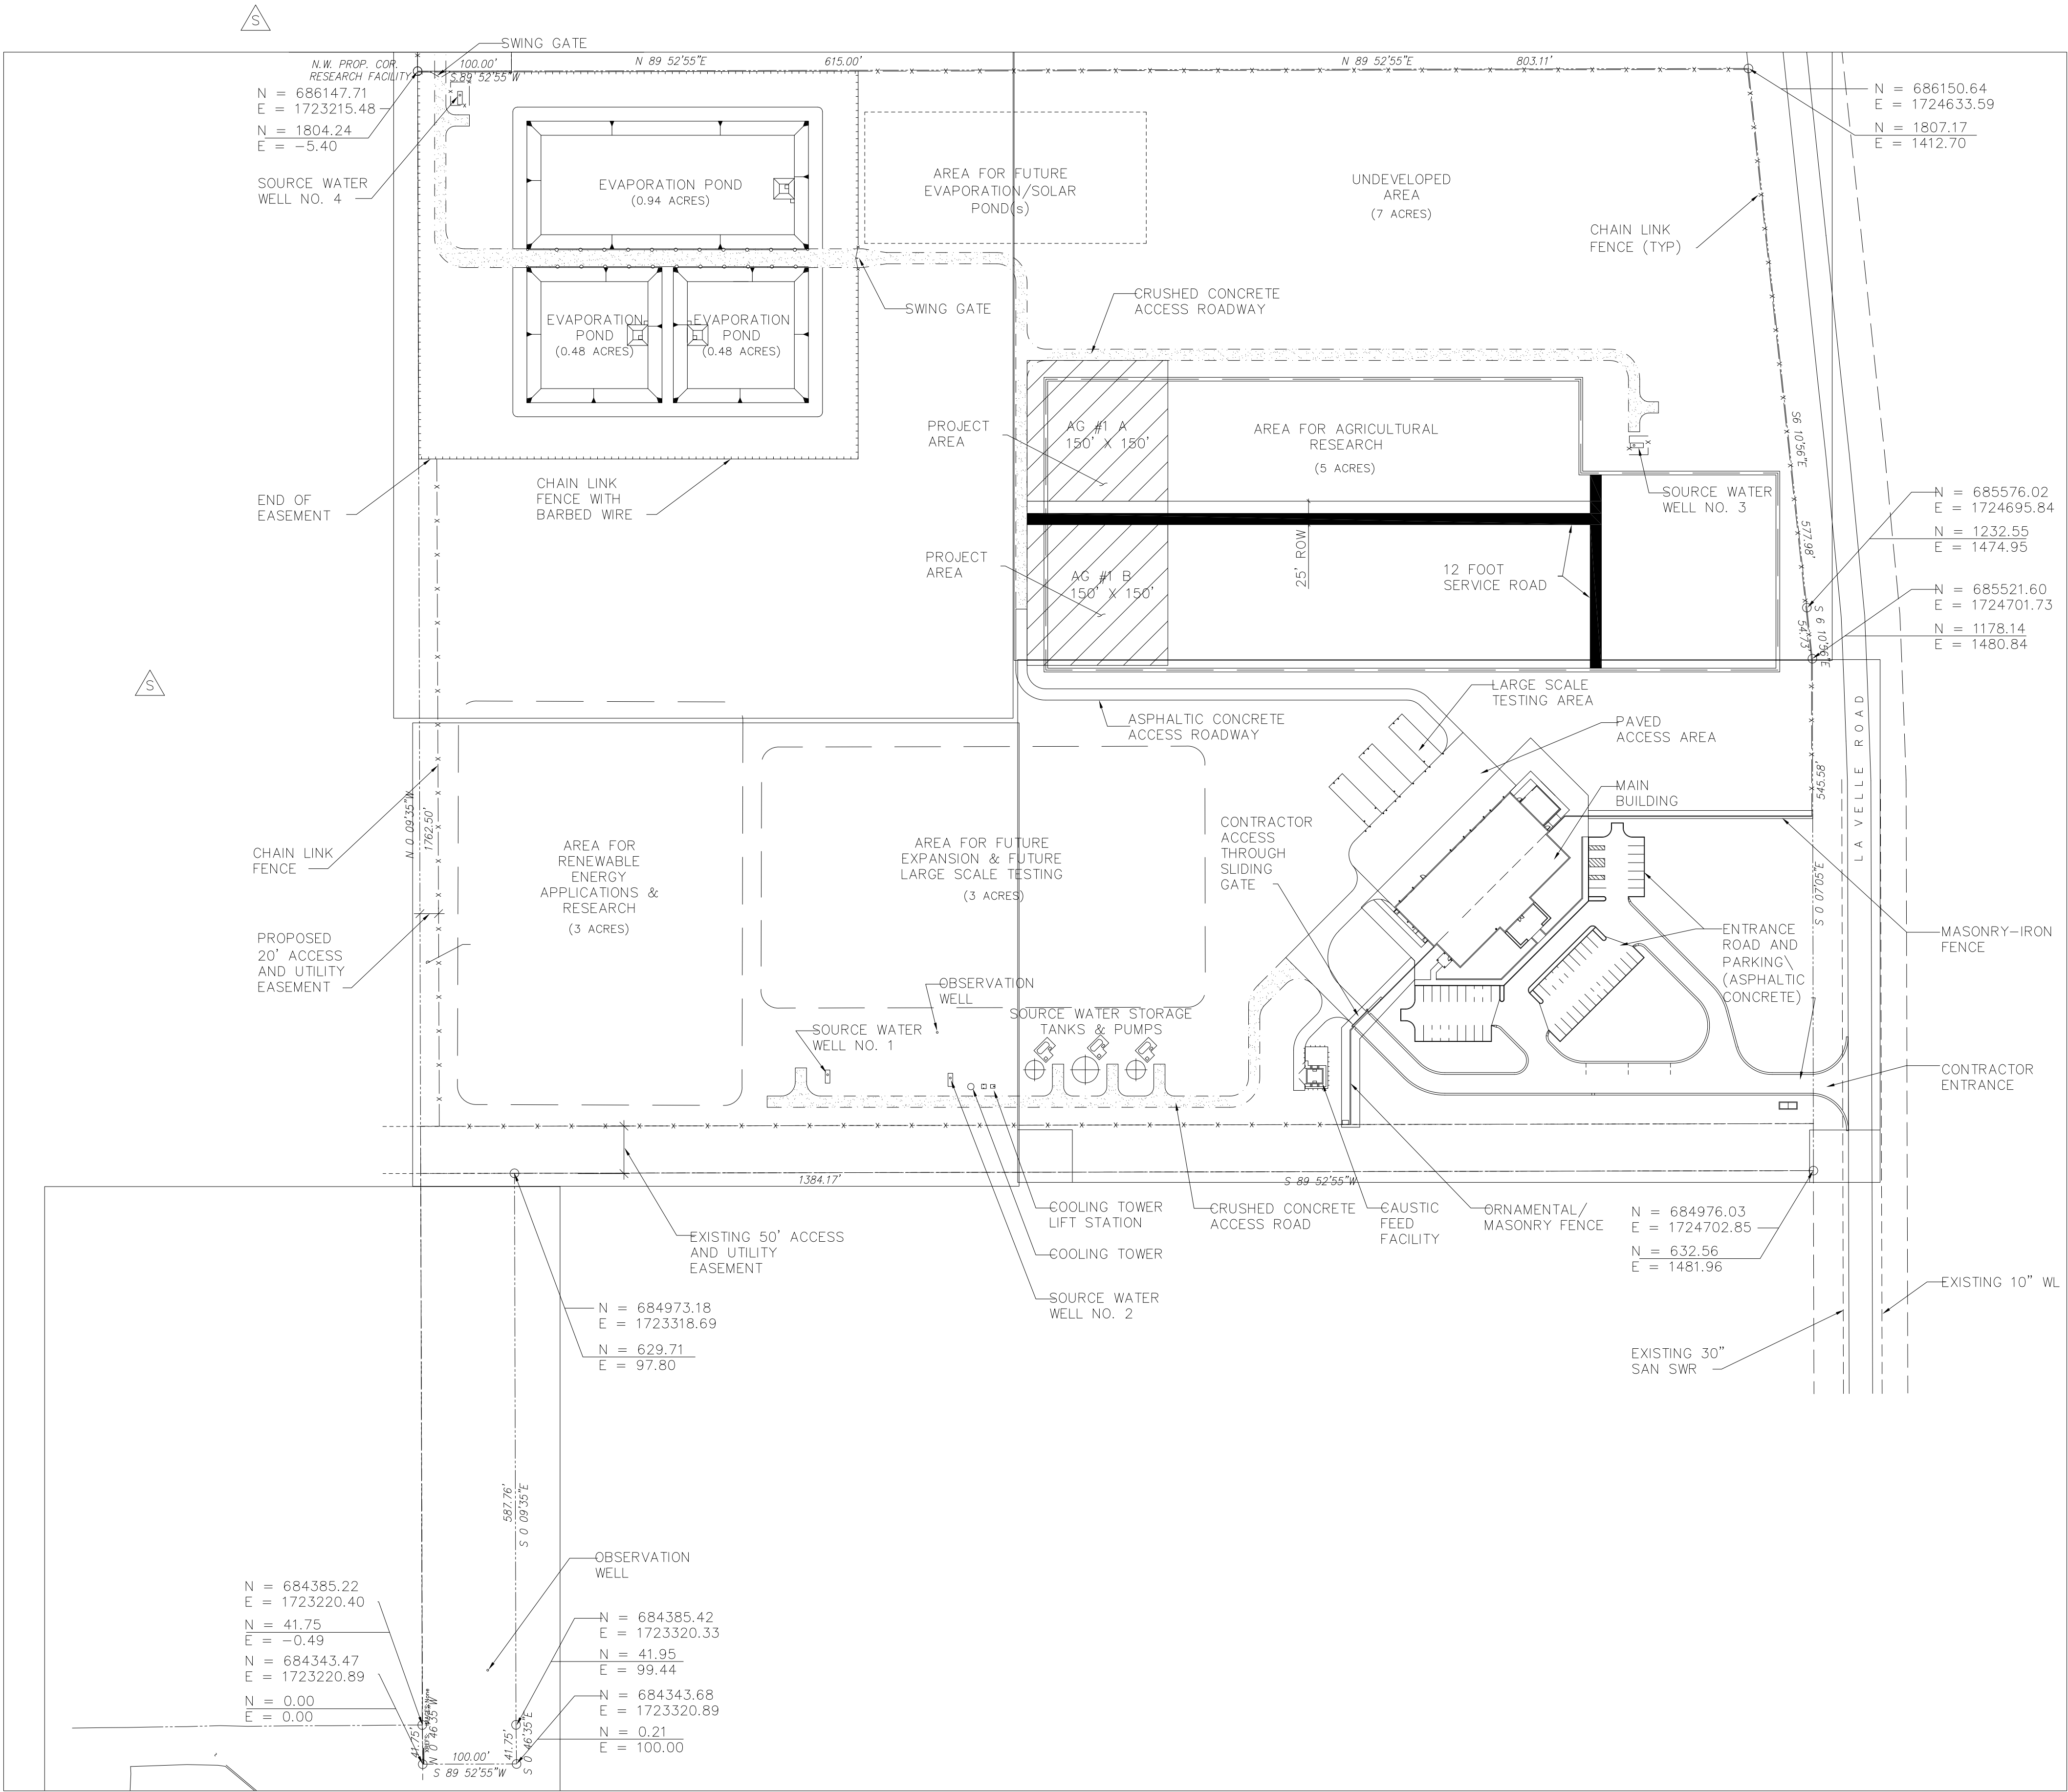 S
SWING GATE
N.W. PROP. COR.
RESEARCH FACILITY
100.00'
S 89 52'55"W
N 89 52'55"E
615.00'
N 89 52'55"E
803.11'
N = 686147.71
E = 1723215.48
N = 1804.24
E = -5.40
N = 686150.64
E = 1724633.59
N = 1807.17
E = 1412.70
SOURCE WATER
WELL NO. 4
EVAPORATION POND
(0.94 ACRES)
AREA FOR FUTURE
EVAPORATION/SOLAR
POND(s)
UNDEVELOPED
AREA
(7 ACRES)
CHAIN LINK
FENCE (TYP)
SWING GATE
CRUSHED CONCRETE
ACCESS ROADWAY
EVAPORATION
POND
(0.48 ACRES)
EVAPORATION
POND
(0.48 ACRES)
PROJECT
AREA
AG #1 A
150' X 150'
AREA FOR AGRICULTURAL
RESEARCH
(5 ACRES)
S6 10'56"E
577.98'
END OF
EASEMENT
CHAIN LINK
FENCE WITH
BARBED WIRE
SOURCE WATER
WELL NO. 3
N = 685576.02
E = 1724695.84
N = 1232.55
E = 1474.95
PROJECT
AREA
AG #1 B
150' X 150'
25' ROW
12 FOOT
SERVICE ROAD
N = 685521.60
E = 1724701.73
N = 1178.14
E = 1480.84
S 6 10'56"E
54.73'
S
LARGE SCALE
TESTING AREA
ASPHALTIC CONCRETE
ACCESS ROADWAY
PAVED
ACCESS AREA
LA VELLE ROAD
545.58'
S 0 07'05"E
MAIN
BUILDING
N 0 09'35"W
1762.50'
CHAIN LINK
FENCE
AREA FOR
RENEWABLE
ENERGY
APPLICATIONS &
RESEARCH
(3 ACRES)
AREA FOR FUTURE
EXPANSION & FUTURE
LARGE SCALE TESTING
(3 ACRES)
CONTRACTOR
ACCESS
THROUGH
SLIDING
GATE
PROPOSED
20' ACCESS
AND UTILITY
EASEMENT
ENTRANCE
ROAD AND
PARKING\
(ASPHALTIC
CONCRETE)
MASONRY-IRON
FENCE
OBSERVATION
WELL
SOURCE WATER
WELL NO. 1
SOURCE WATER STORAGE
TANKS & PUMPS
CONTRACTOR
ENTRANCE
1384.17'
S 89 52'55"W
EXISTING 50' ACCESS
AND UTILITY
EASEMENT
COOLING TOWER
LIFT STATION
COOLING TOWER
SOURCE WATER
WELL NO. 2
CRUSHED CONCRETE
ACCESS ROAD
CAUSTIC
FEED
FACILITY
ORNAMENTAL/
MASONRY FENCE
N = 684976.03
E = 1724702.85
N = 632.56
E = 1481.96
EXISTING 10" WL
N = 684973.18
E = 1723318.69
N = 629.71
E = 97.80
EXISTING 30"
SAN SWR
587.76'
S 0 09'35"E
OBSERVATION
WELL
N = 684385.22
E = 1723220.40
N = 41.75
E = -0.49
N = 684343.47
E = 1723220.89
N = 0.00
E = 0.00
N = 684385.42
E = 1723320.33
N = 41.95
E = 99.44
N = 684343.68
E = 1723320.89
N = 0.21
E = 100.00
41.75'
N 0 46'35"W
41.75'
S 0 46'35"E
100.00'
S 89 52'55"W